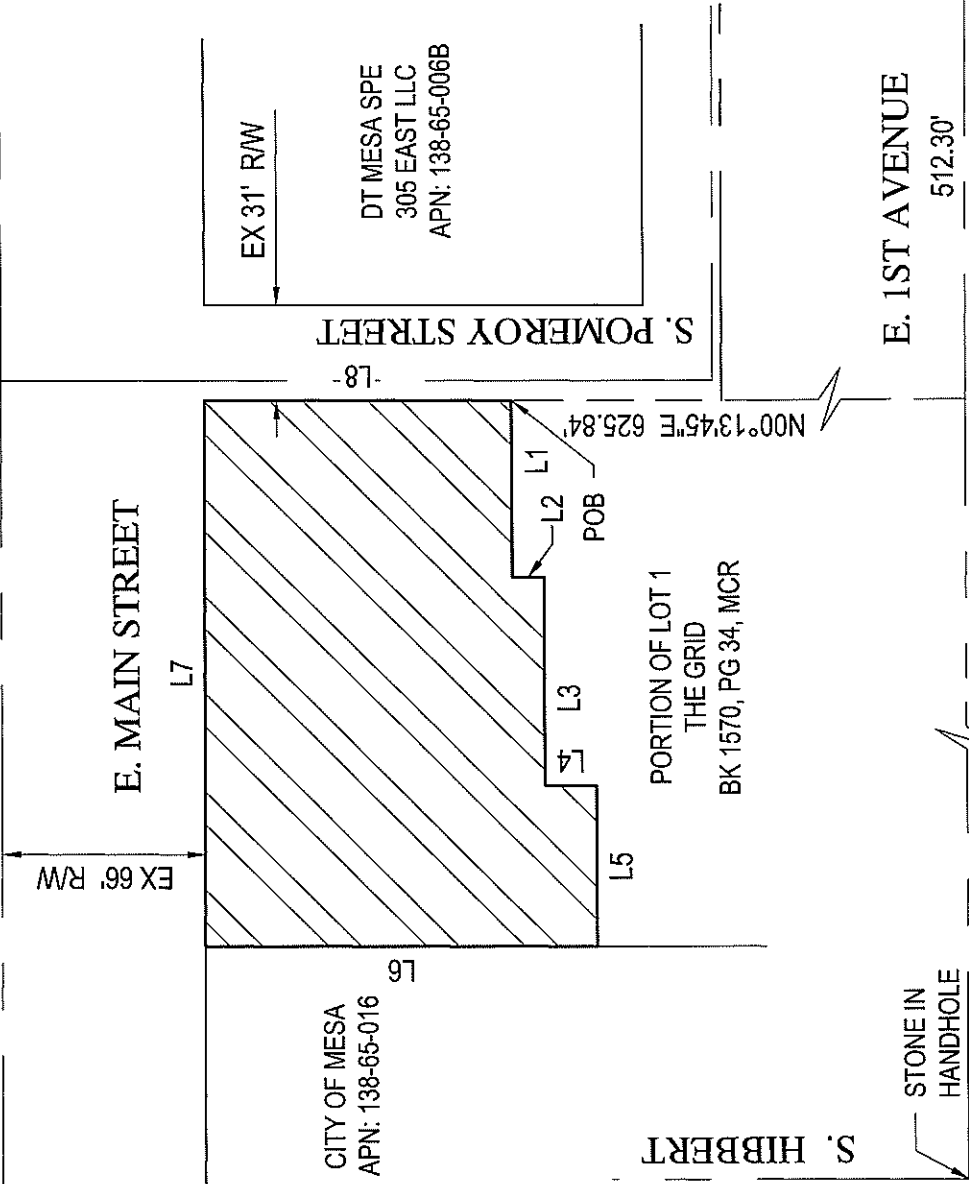 E. MAIN STREET
EX 66' R/W
L7
EX 31' R/W
DT MESA SPE
305 EAST LLC
APN: 138-65-006B
S. POMEROY STREET
L8
L1
L2
POB
N00°13'45"E 625.84'
L3
L4
L5
L6
CITY OF MESA
APN: 138-65-016
PORTION OF LOT 1
THE GRID
BK 1570, PG 34, MCR
E. 1ST AVENUE
512.30'
S. HIBBERT
STONE IN
HANDHOLE